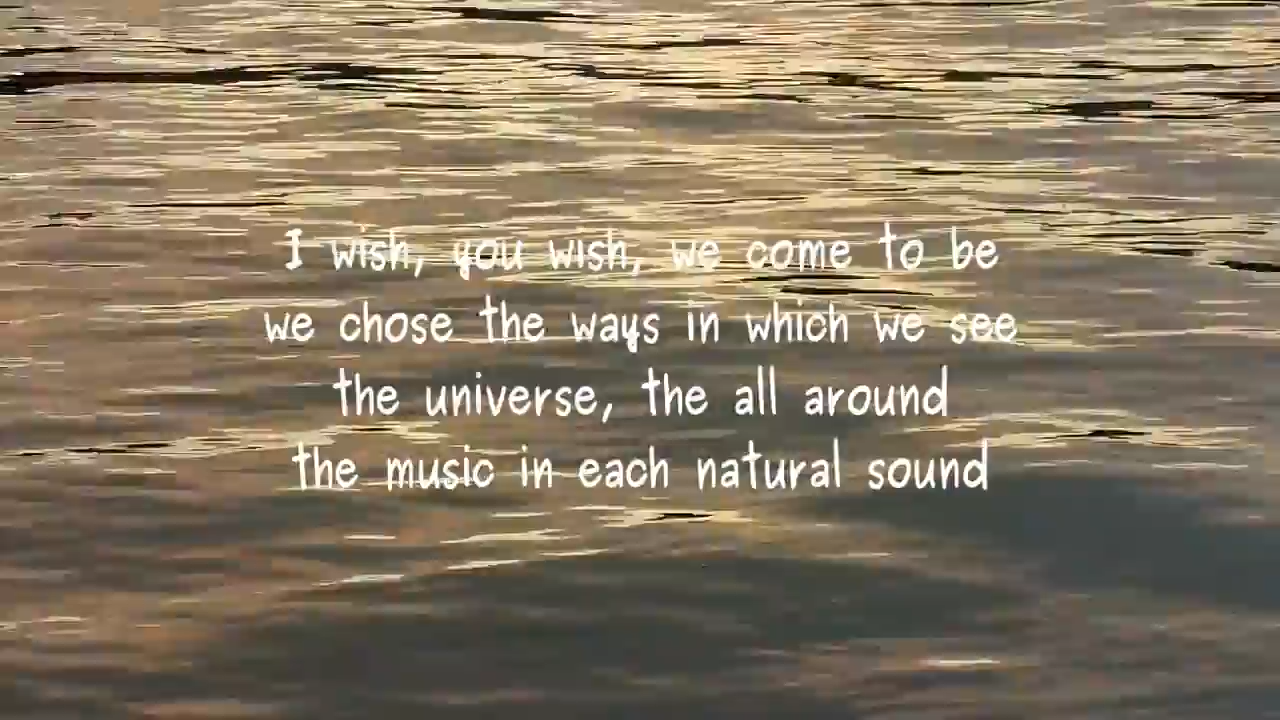 I wish, you wish, we come to be
we chose the ways in which we see
the universe, the all around
the music in each natural sound